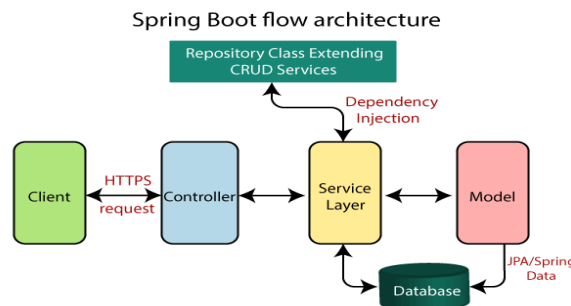 Spring Boot flow architecture
Repository Class Extending
CRUD Services
Dependency
Injection
Client
HTTPS
request
Controller
Service
Layer
Model
JPA/Spring
Data
Database